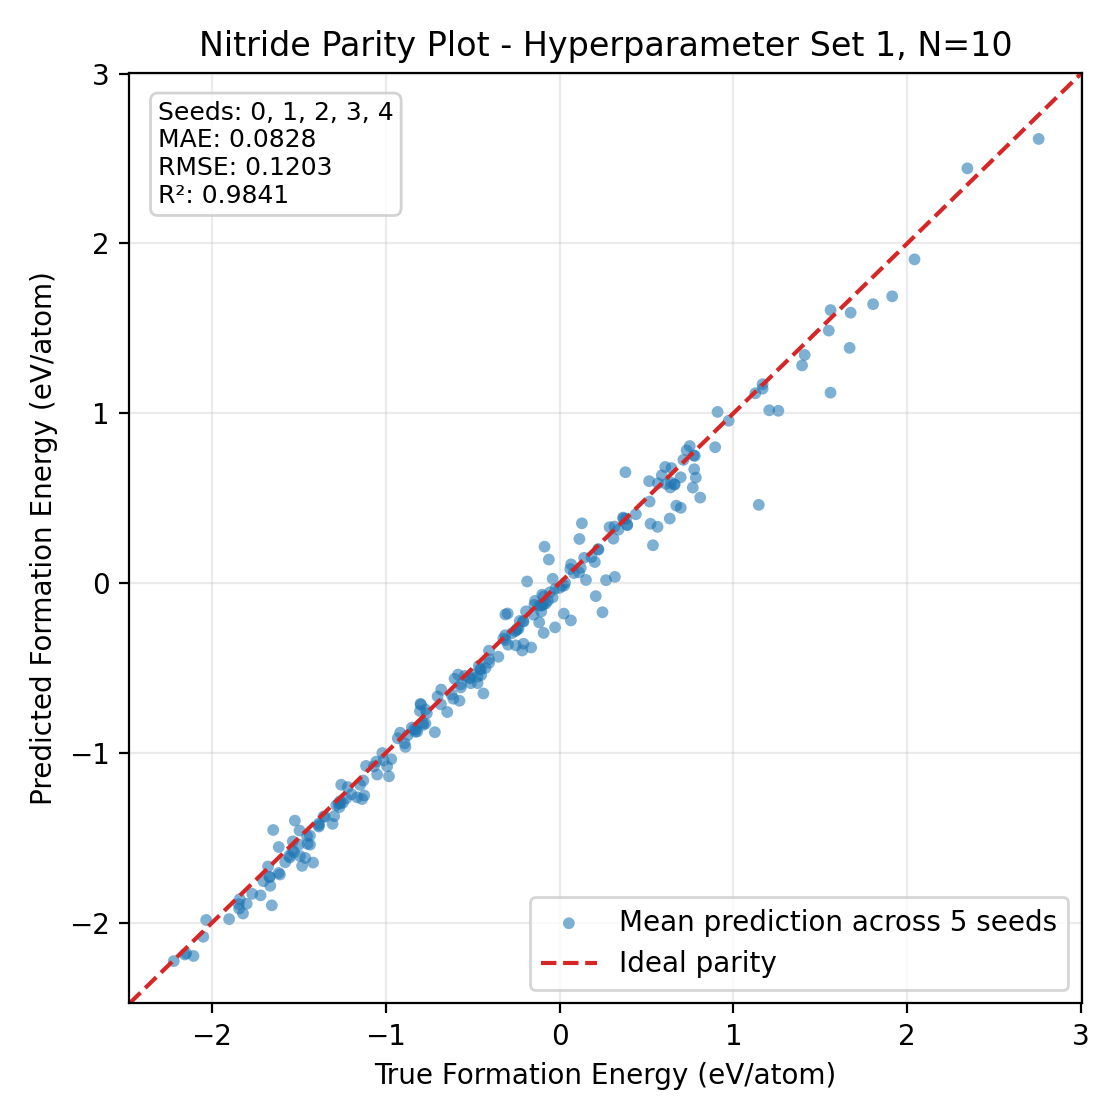 Nitride Parity Plot - Hyperparameter Set 1, N=10
Seeds: 0, 1, 2, 3, 4
MAE: 0.0828
RMSE: 0.1203
R²: 0.9841
Predicted Formation Energy (eV/atom)
3
2
1
0
−1
−2
Mean prediction across 5 seeds
Ideal parity
−2
−1
0
1
2
3
True Formation Energy (eV/atom)